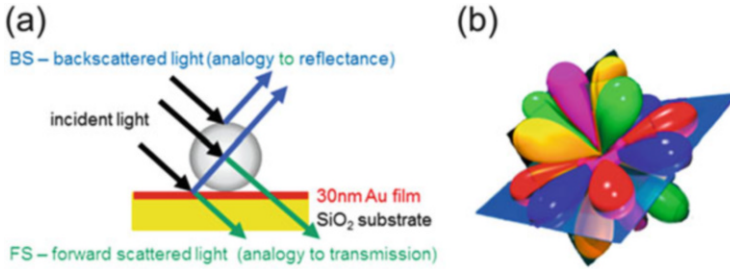 (a)
BS – backscattered light (analogy to reflectance)
incident light
30nm Au film
SiO₂ substrate
FS – forward scattered light (analogy to transmission)
(b)